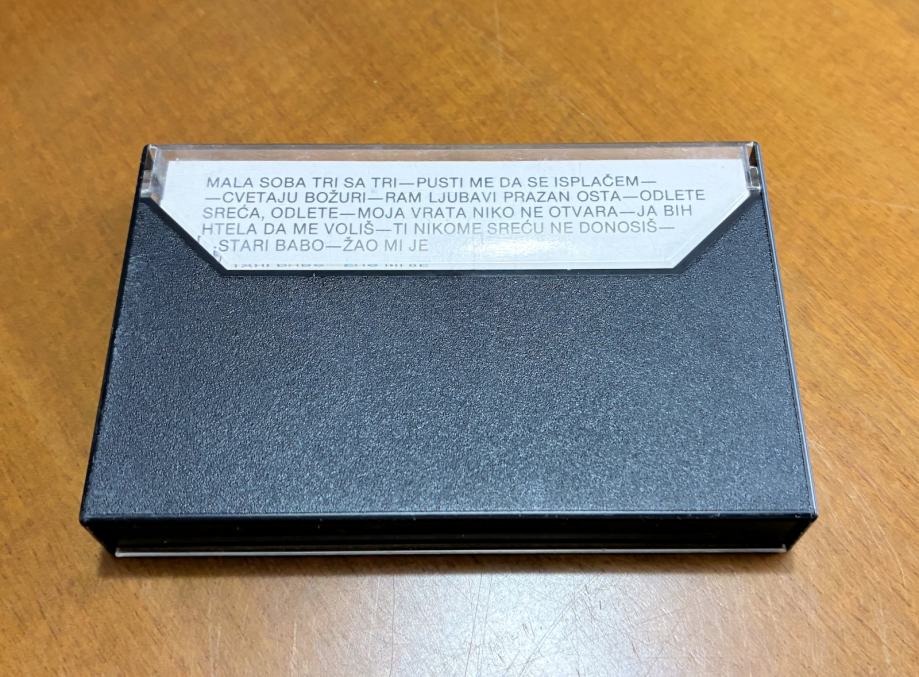 MALA SOBA TRI SA TRI—PUSTI ME DA SE ISPLAČEM—
—CVETAJU BOŽURI—RAM LJUBAVI PRAZAN OSTA—ODLETE
SREĆA, ODLETE—MOJA VRATA NIKO NE OTVARA—JA BIH
HTELA DA ME VOLIŠ—TI NIKOME SREĆU NE DONOSIŠ—
STARI BABO—ŽAO MI JE